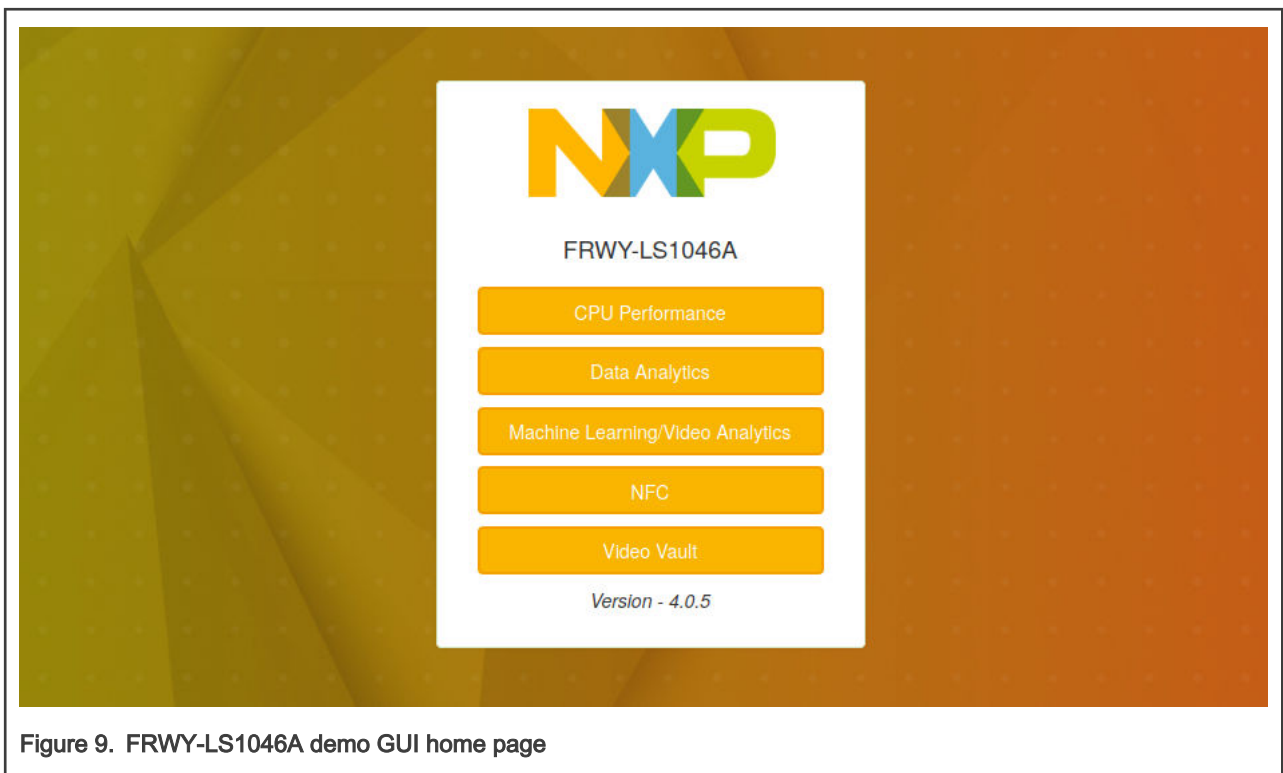 NXP
FRWY-LS1046A
CPU Performance
Data Analytics
Machine Learning/Video Analytics
NFC
Video Vault
Version - 4.0.5
Figure 9. FRWY-LS1046A demo GUI home page